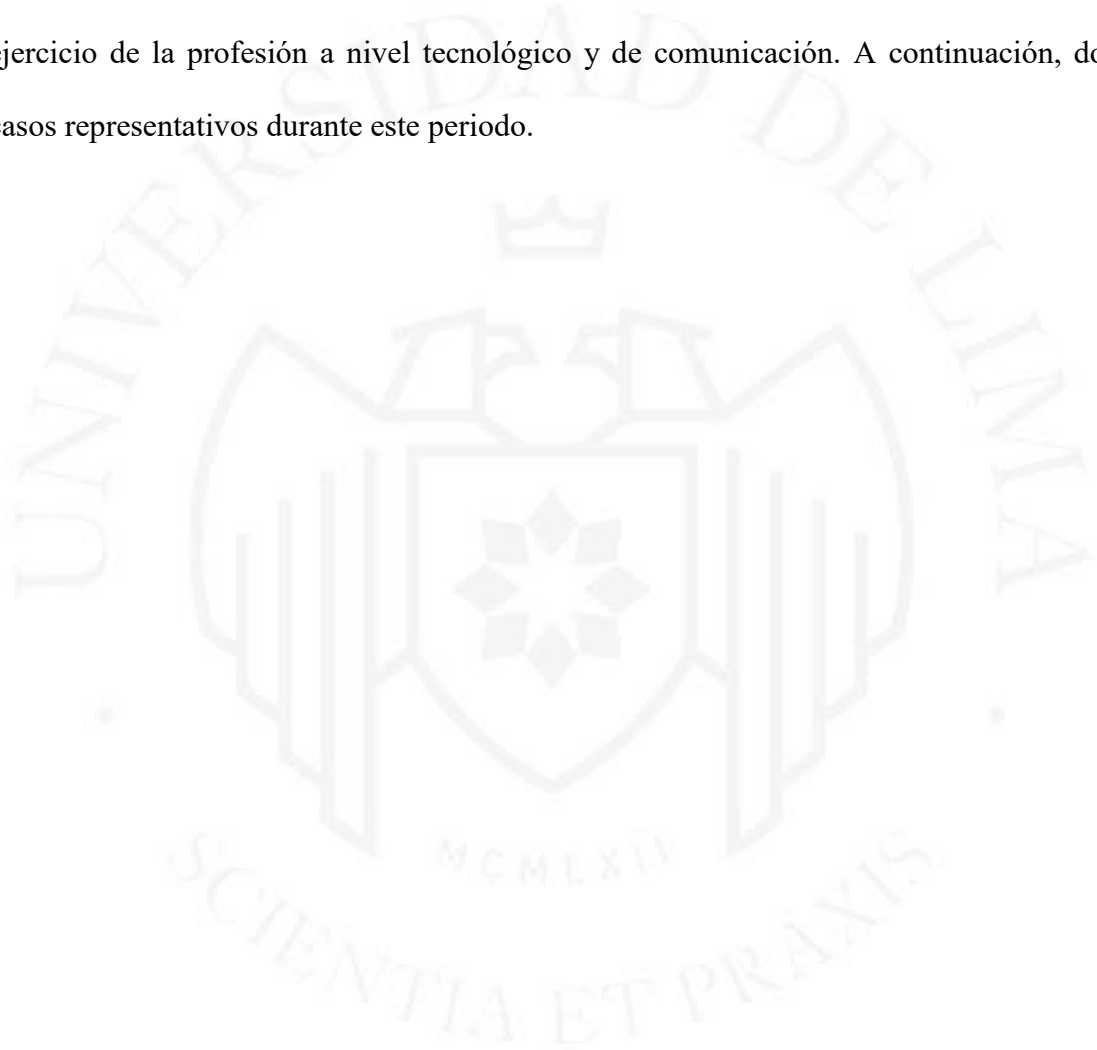 ejercicio de la profesión a nivel tecnológico y de comunicación. A continuación, do
casos representativos durante este periodo.
UNIVERSIDAD DE LIMA
MCMLXII
SCIENTIA ET PRAXIS